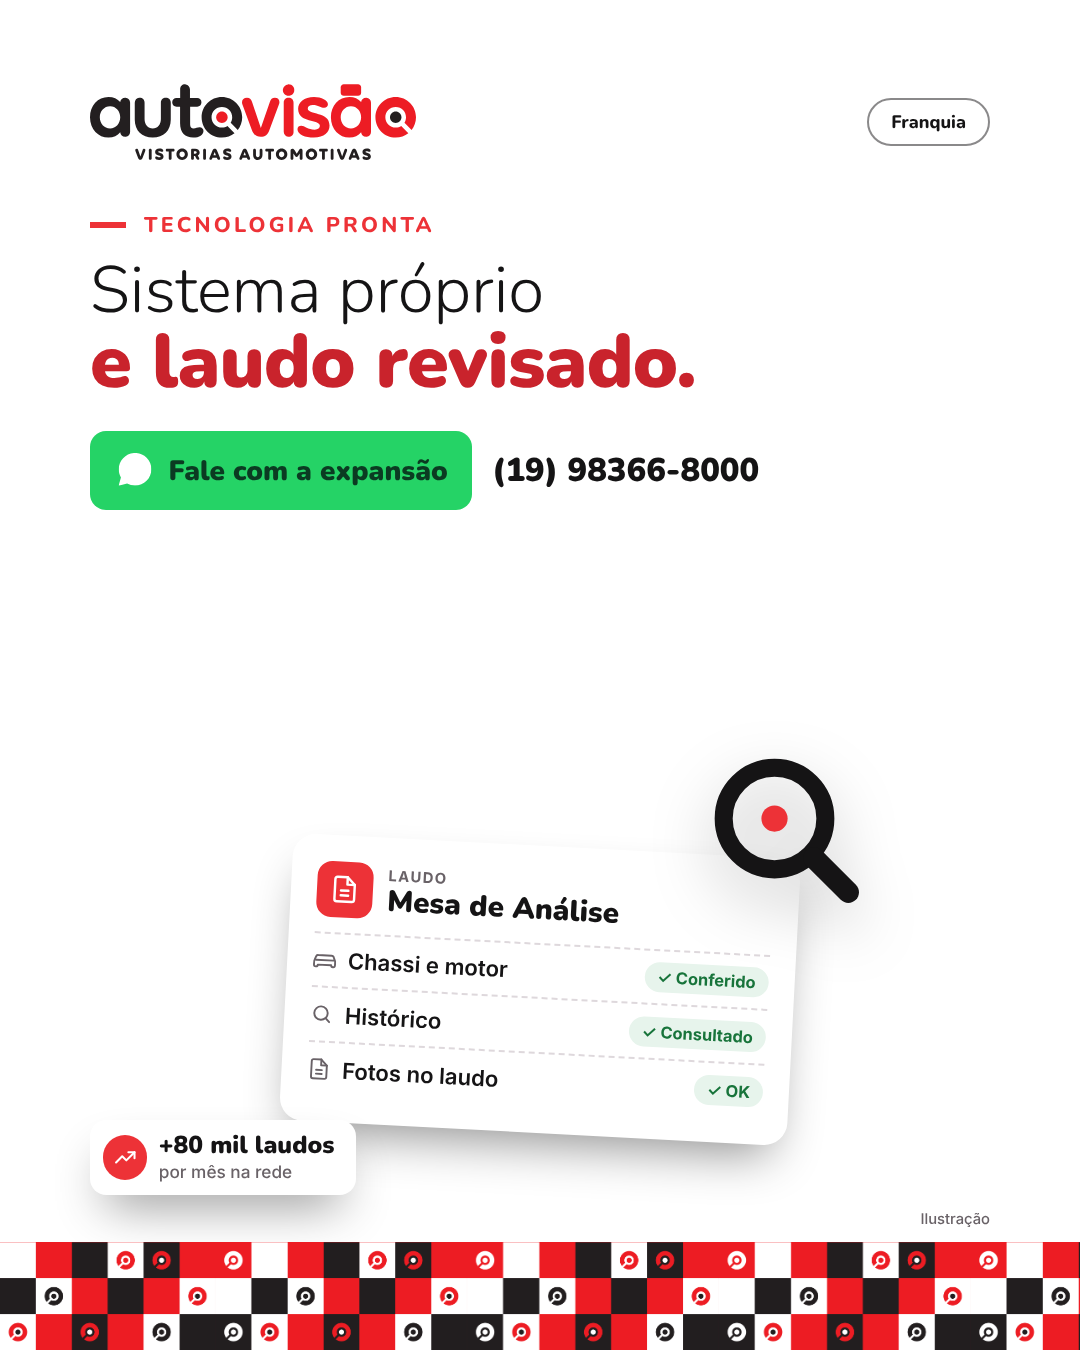 autovisão
VISTORIAS AUTOMOTIVAS
Franquia
TECNOLOGIA PRONTA
Sistema próprio
e laudo revisado.
Fale com a expansão
(19) 98366-8000
LAUDO
Mesa de Análise
Chassi e motor
Conferido
Histórico
Consultado
Fotos no laudo
OK
+80 mil laudos
por mês na rede
Ilustração